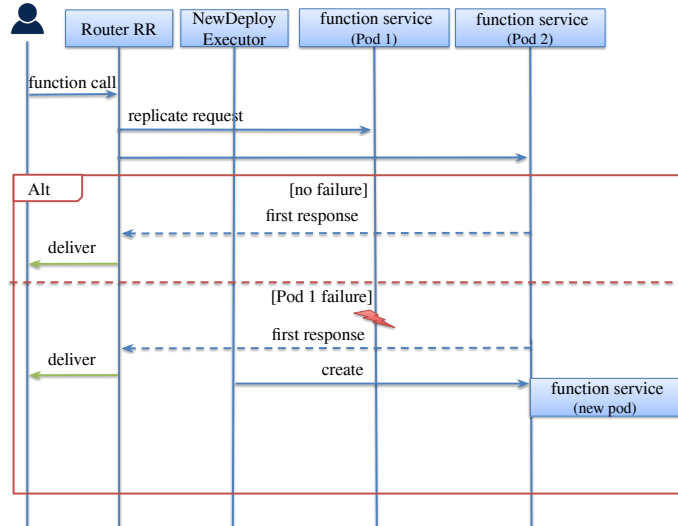 Router RR
NewDeploy
Executor
function service
(Pod 1)
function service
(Pod 2)
function call
replicate request
Alt
[no failure]
first response
deliver
[Pod 1 failure]
first response
deliver
create
function service
(new pod)